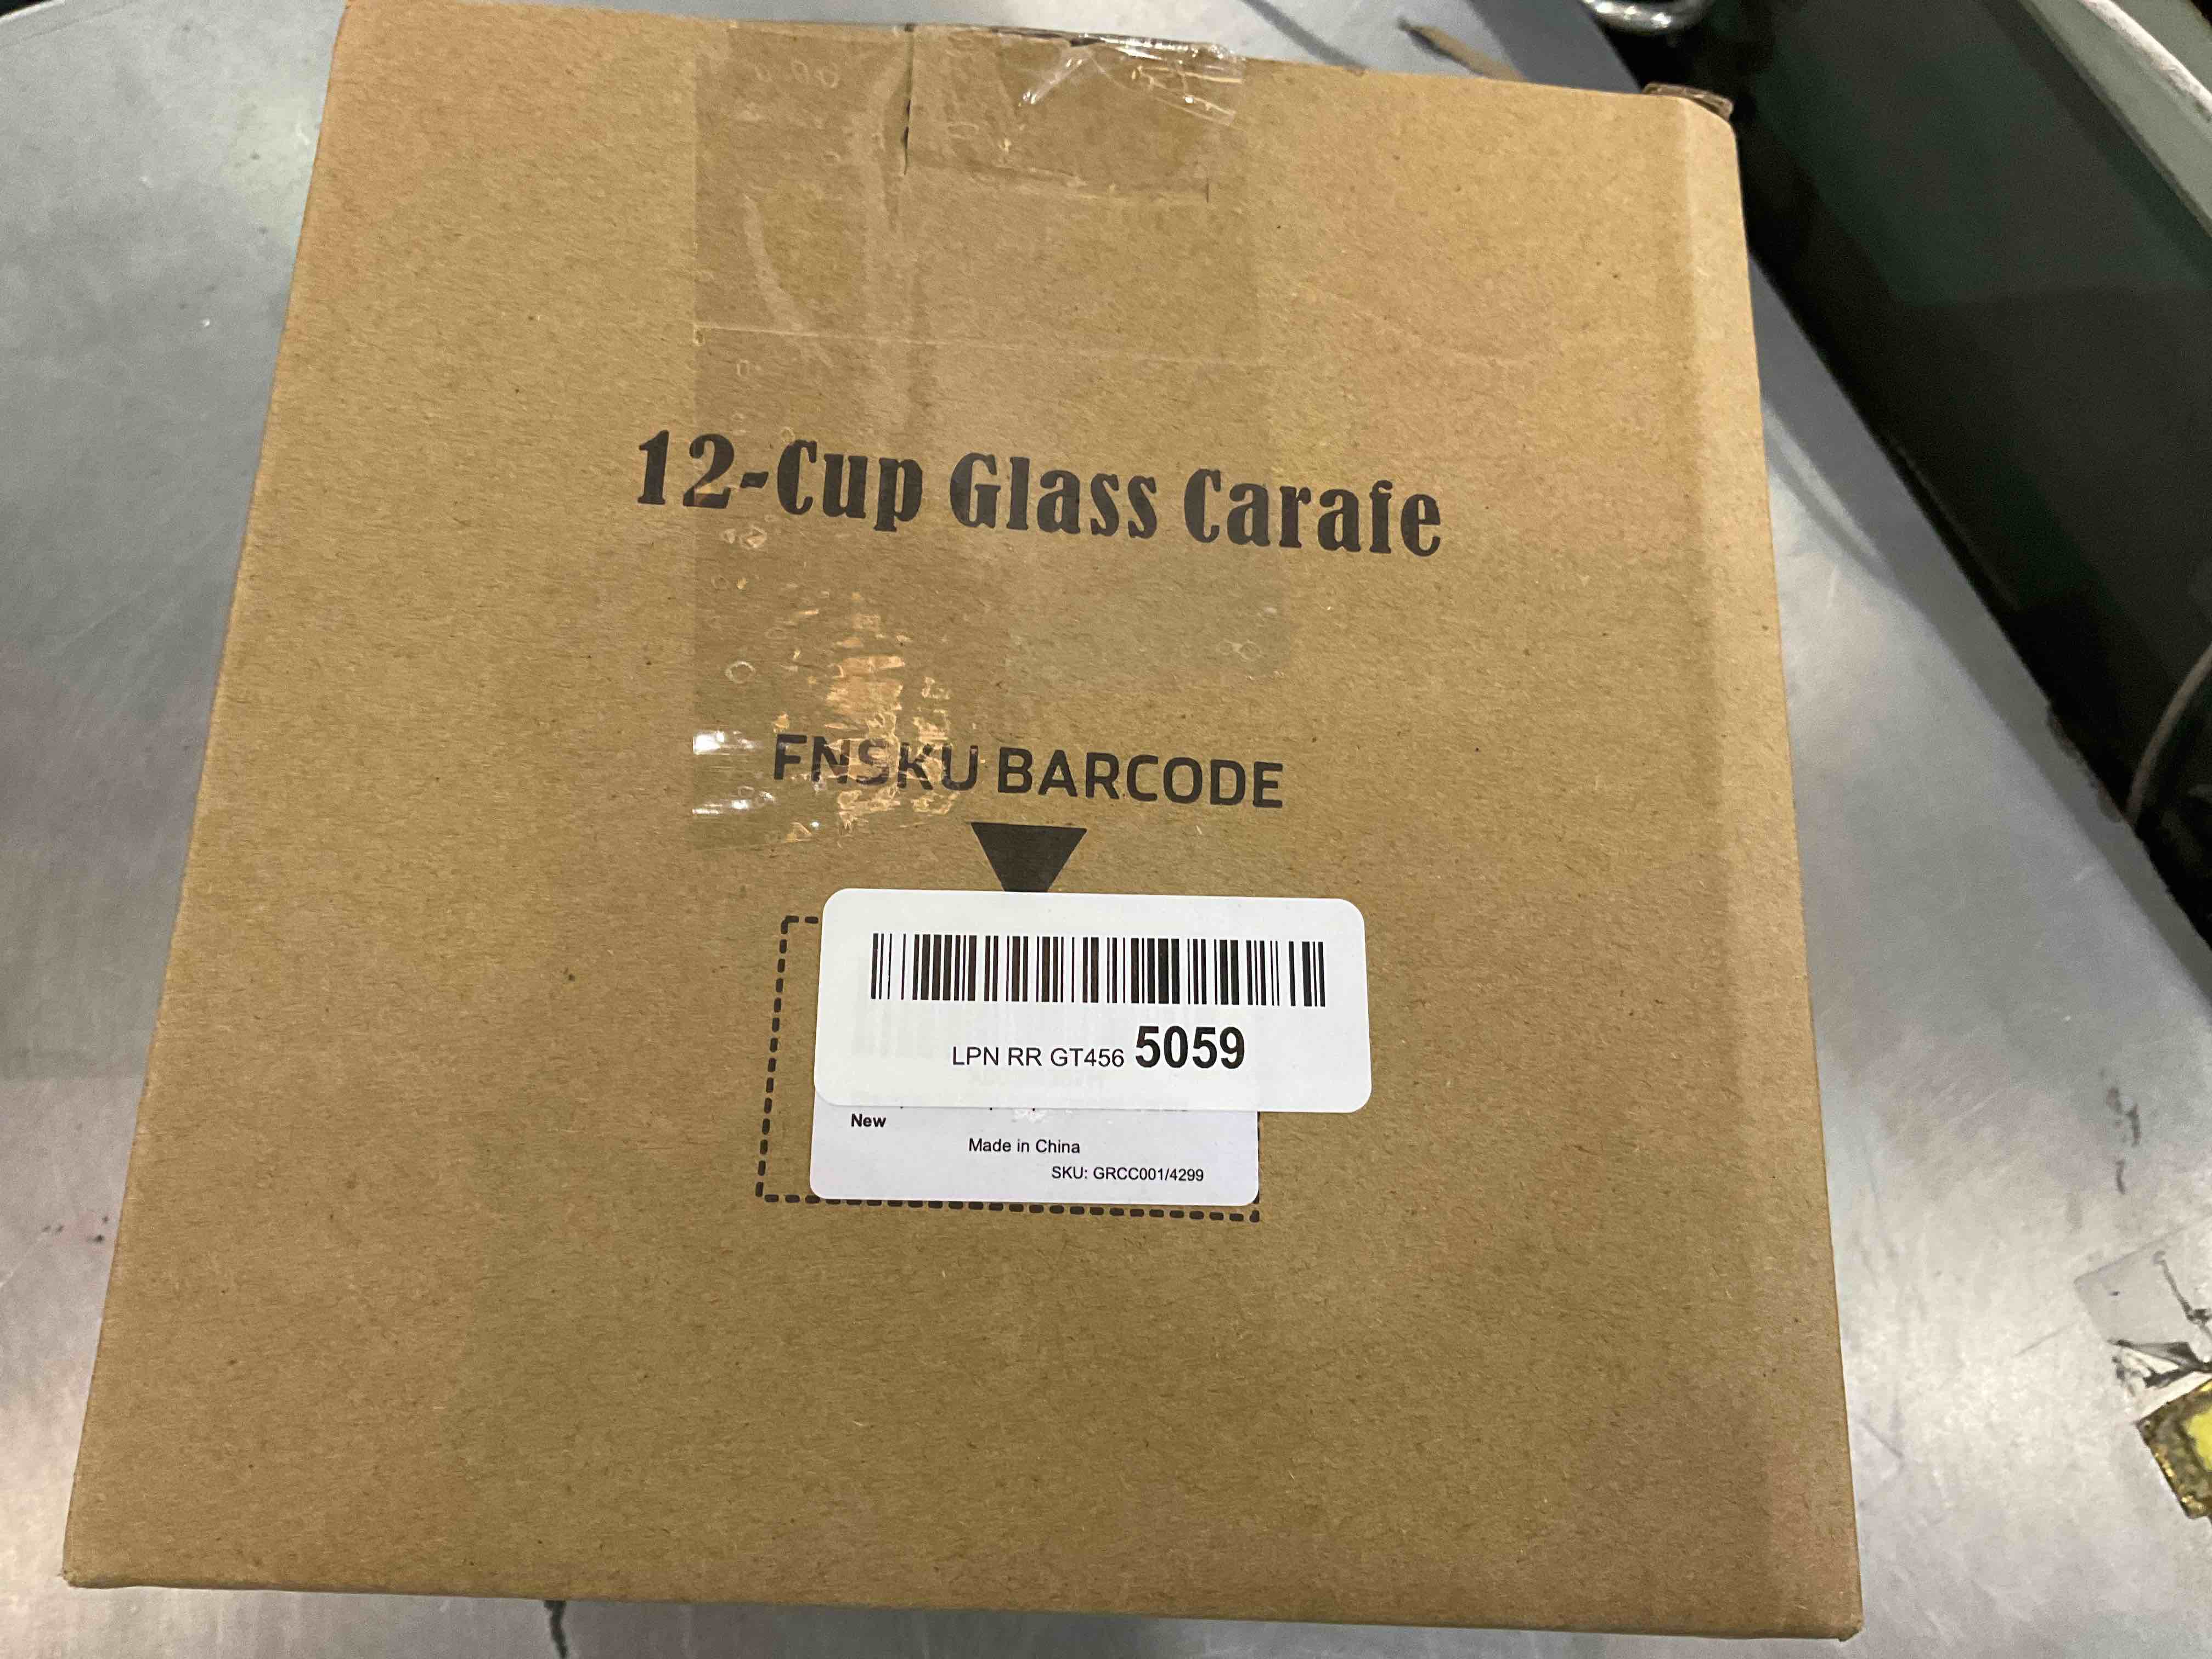 12-Cup Glass Carafe
FNSKU BARCODE
LPN RR GT456 5059
New
Made in China
SKU: GRCC001/4299